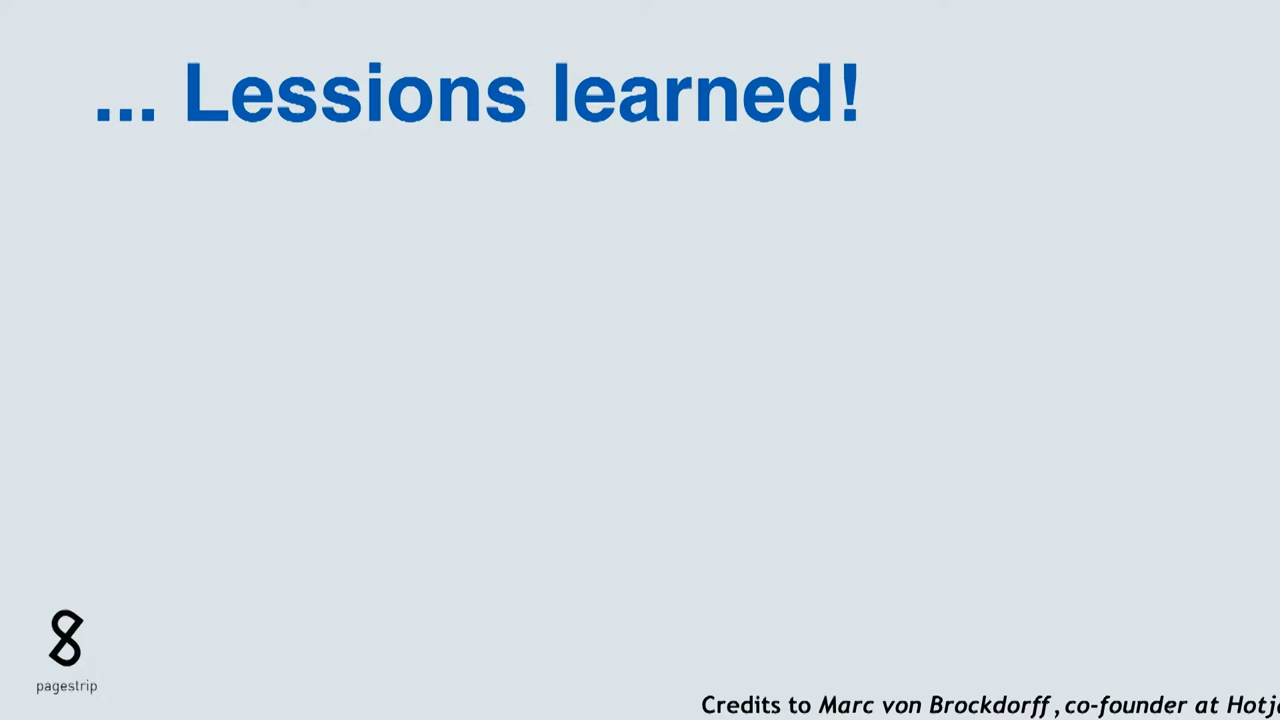 ... Lessions learned!
pagestrip
Credits to Marc von Brockdorff, co-founder at